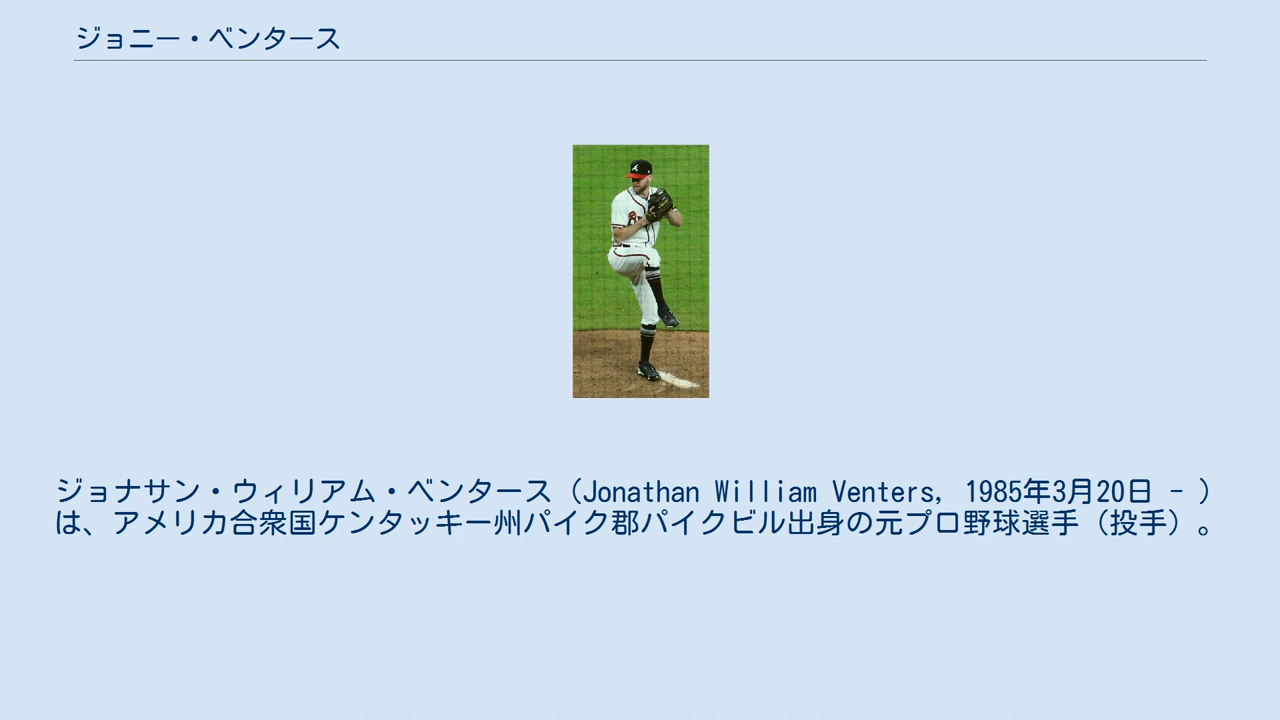 ジョニー・ベンタース
ジョナサン・ウィリアム・ベンタース（Jonathan William Venters, 1985年3月20日 - ）
は、アメリカ合衆国ケンタッキー州パイク郡パイクビル出身の元プロ野球選手（投手）。